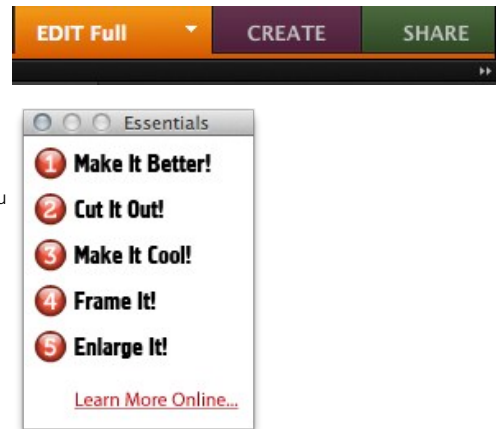 EDIT Full CREATE SHARE
Essentials
1 Make It Better!
u
2 Cut It Out!
3 Make It Cool!
4 Frame It!
5 Enlarge It!
Learn More Online...